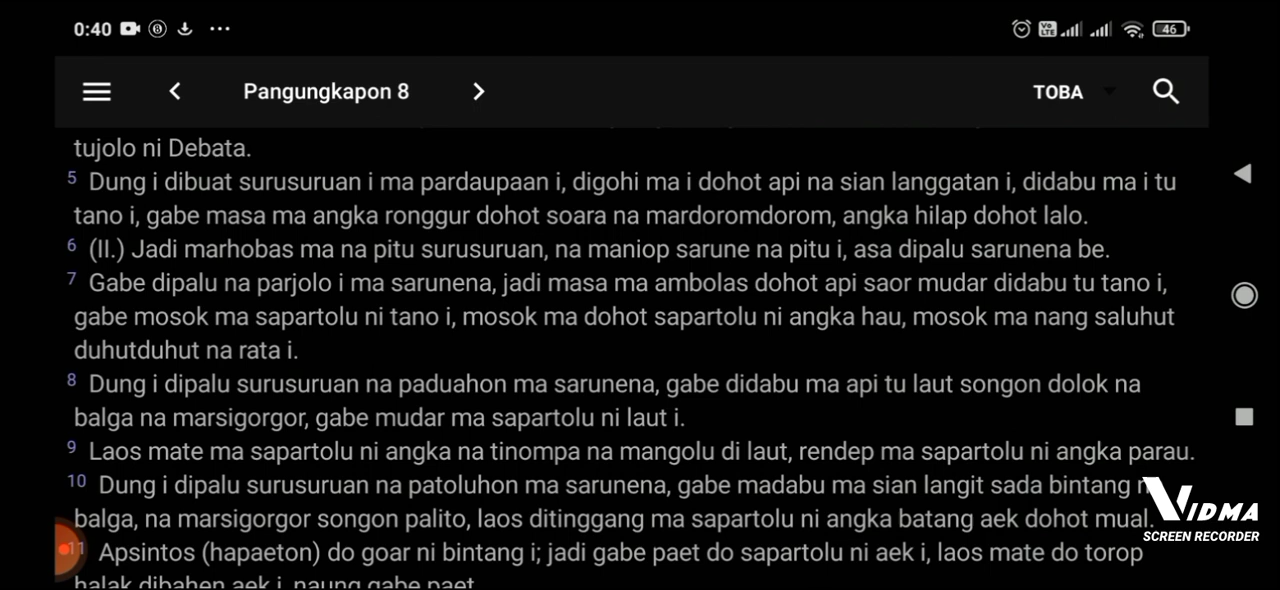 0:40 46
Pangungkapon 8 TOBA
tujolo ni Debata.
5 Dung i dibuat surusuruan i ma pardaupaan i, digohi ma i dohot api na sian langgatan i, didabu ma i tu
tano i, gabe masa ma angka ronggur dohot soara na mardoromdorom, angka hilap dohot lalo.
6 (II.) Jadi marhobas ma na pitu surusuruan, na maniop sarune na pitu i, asa dipalu sarunena be.
7 Gabe dipalu na parjolo i ma sarunena, jadi masa ma ambolas dohot api saor mudar didabu tu tano i,
gabe mosok ma sapartolu ni tano i, mosok ma dohot sapartolu ni angka hau, mosok ma nang saluhut
duhutduhut na rata i.
8 Dung i dipalu surusuruan na paduahon ma sarunena, gabe didabu ma api tu laut songon dolok na
balga na marsigorgor, gabe mudar ma sapartolu ni laut i.
9 Laos mate ma sapartolu ni angka na tinompa na mangolu di laut, rendep ma sapartolu ni angka parau.
10 Dung i dipalu surusuruan na patoluhon ma sarunena, gabe madabu ma sian langit sada bintang
balga, na marsigorgor songon palito, laos ditinggang ma sapartolu ni angka batang aek dohot mual.
11 Apsintos (hapaeton) do goar ni bintang i; jadi gabe paet do sapartolu ni aek i, laos mate do torop
halak dibahen aek i, naung gabe paet.
VIDMA
SCREEN RECORDER